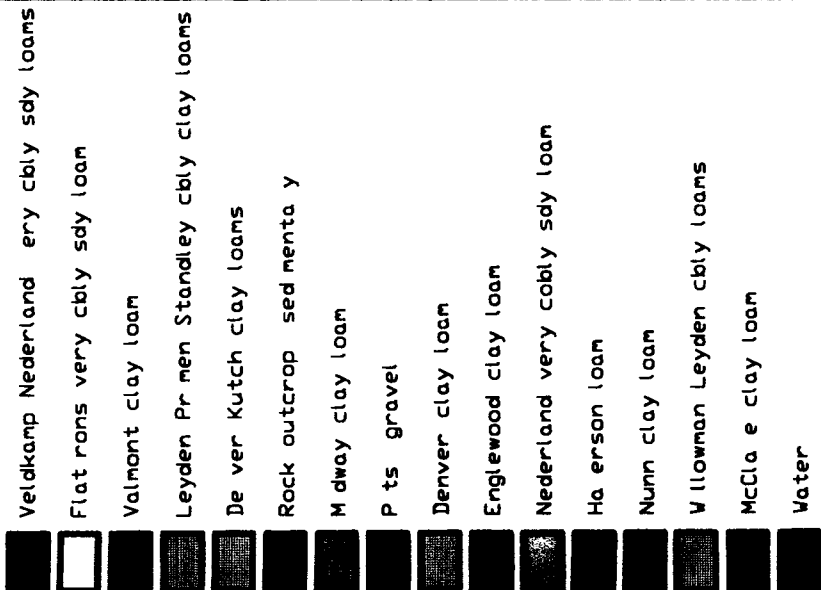 Veldkamp Nederland ery cbly sdy loams
Flat rons very cbly sdy loam
Valmont clay loam
Leyden Pr men Standley cbly clay loams
De ver Kutch clay loams
Rock outcrop sed menta y
M dway clay loam
P ts gravel
Denver clay loam
Englewood clay loam
Nederland very cobly sdy loam
Ha erson loam
Nunn clay loam
W llowman Leyden cbly loams
McCla e clay loam
Water